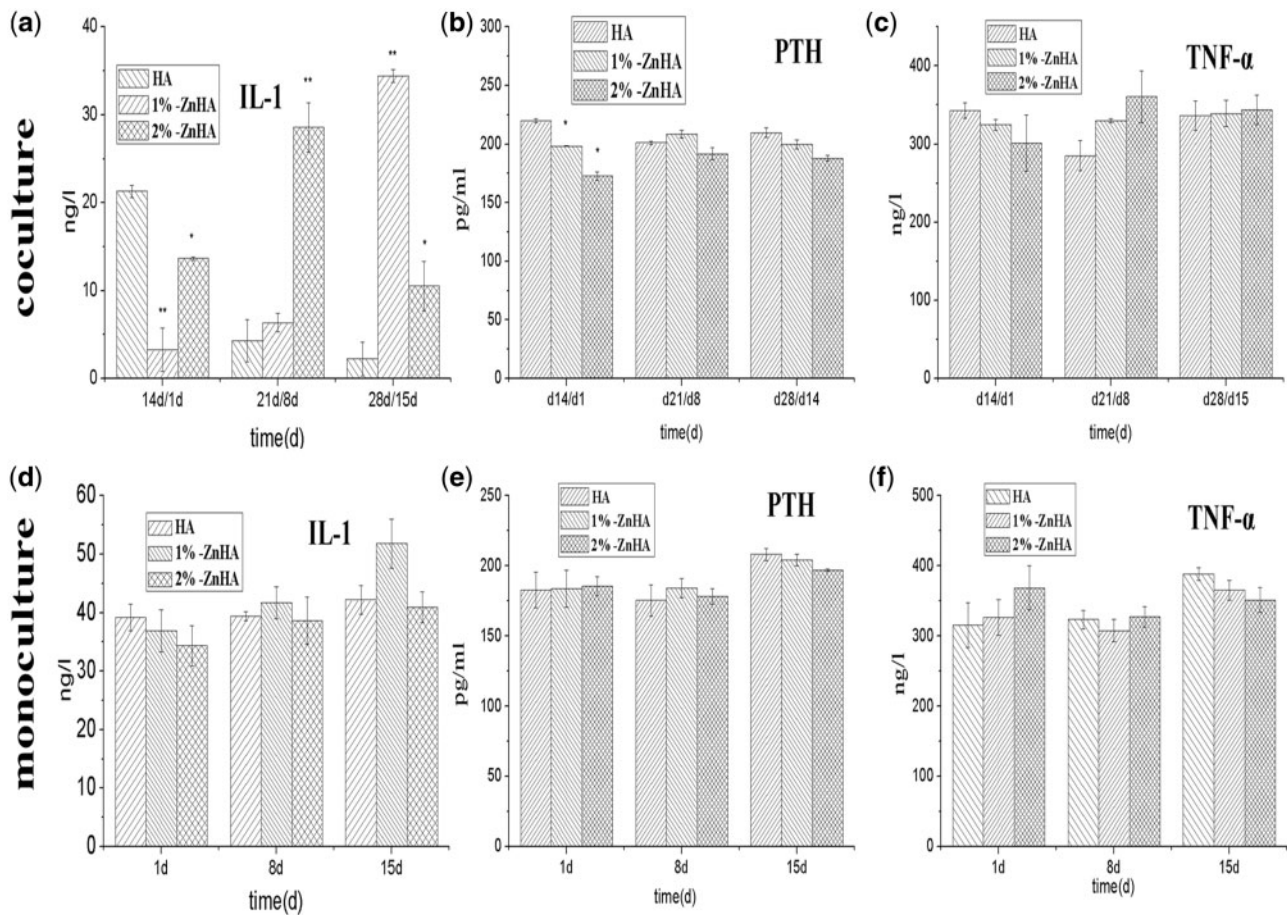 coculture
(a)
IL-1
HA
1% -ZnHA
2% -ZnHA
ng/l
40
30
20
10
0
**
*
**
**
*
14d/1d 21d/8d 28d/15d
time(d)
(b)
PTH
HA
1% -ZnHA
2% -ZnHA
pg/ml
300
250
200
150
100
50
0
*
*
d14/d1 d21/d8 d28/d14
time(d)
(c)
TNF-α
HA
1% -ZnHA
2% -ZnHA
ng/l
400
300
200
100
0
d14/d1 d21/d8 d28/d15
time(d)
monoculture
(d)
IL-1
HA
1% -ZnHA
2% -ZnHA
ng/l
60
50
40
30
20
10
0
1d 8d 15d
time(d)
(e)
PTH
HA
1% -ZnHA
2% -ZnHA
pg/ml
250
200
150
100
50
0
1d 8d 15d
time(d)
(f)
TNF-α
HA
1% -ZnHA
2% -ZnHA
ng/l
500
400
300
200
100
0
1d 8d 15d
time(d)